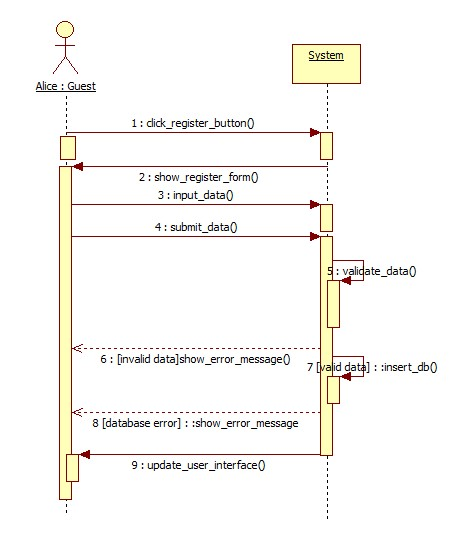 System
Alice : Guest
1 : click_register_button()
2 : show_register_form()
3 : input_data()
4 : submit_data()
5 : validate_data()
6 : [invalid data]show_error_message()
7 [valid data] : :insert_db()
8 [database error] : :show_error_message
9 : update_user_interface()